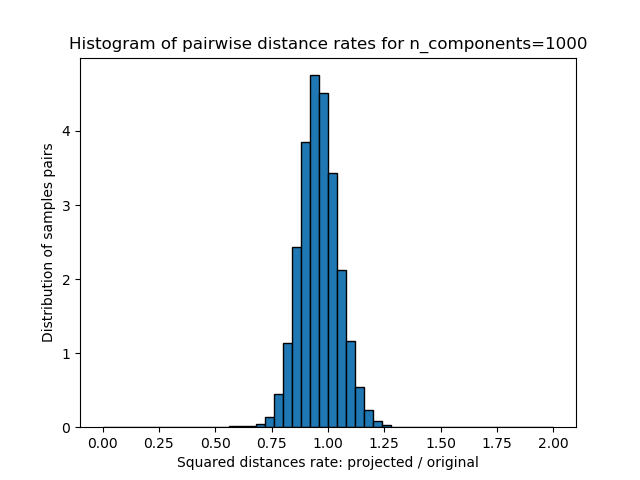 Histogram of pairwise distance rates for n_components=1000
Distribution of samples pairs
4
3
2
1
0
0.00 0.25 0.50 0.75 1.00 1.25 1.50 1.75 2.00
Squared distances rate: projected / original